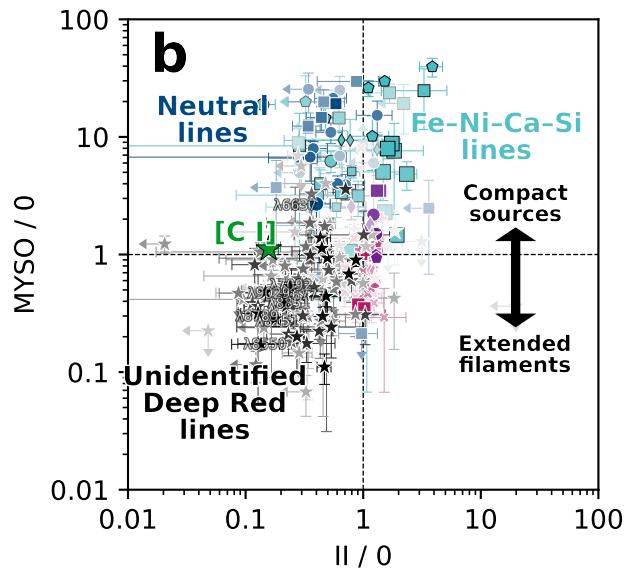 b
100
10
1
0.1
0.01
MYSO / 0
Neutral
lines
Fe–Ni–Ca–Si
lines
Compact
sources
[C I]
Extended
filaments
Unidentified
Deep Red
lines
0.01
0.1
1
10
100
II / 0